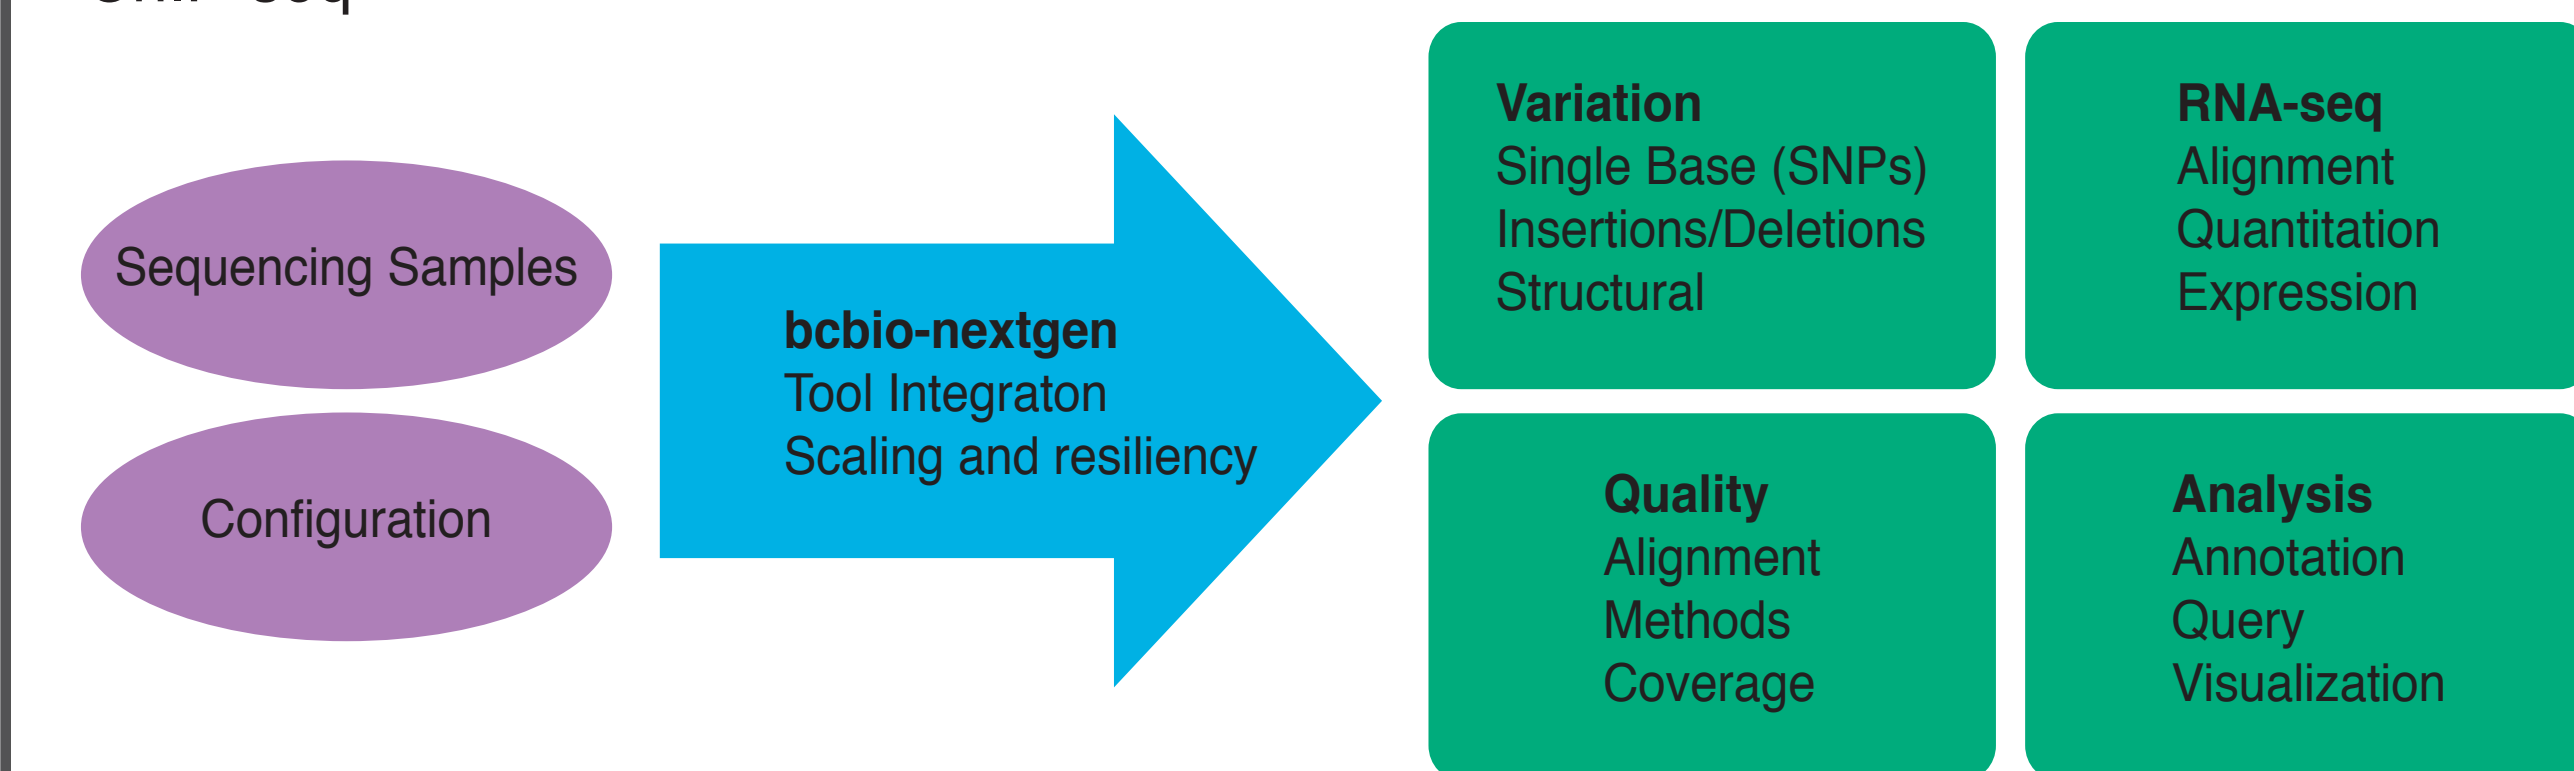 Sequencing Samples
Configuration
bcbio-nextgen
Tool Integraton
Scaling and resiliency
Variation
Single Base (SNPs)
Insertions/Deletions
Structural
RNA-seq
Alignment
Quantitation
Expression
Quality
Alignment
Methods
Coverage
Analysis
Annotation
Query
Visualization